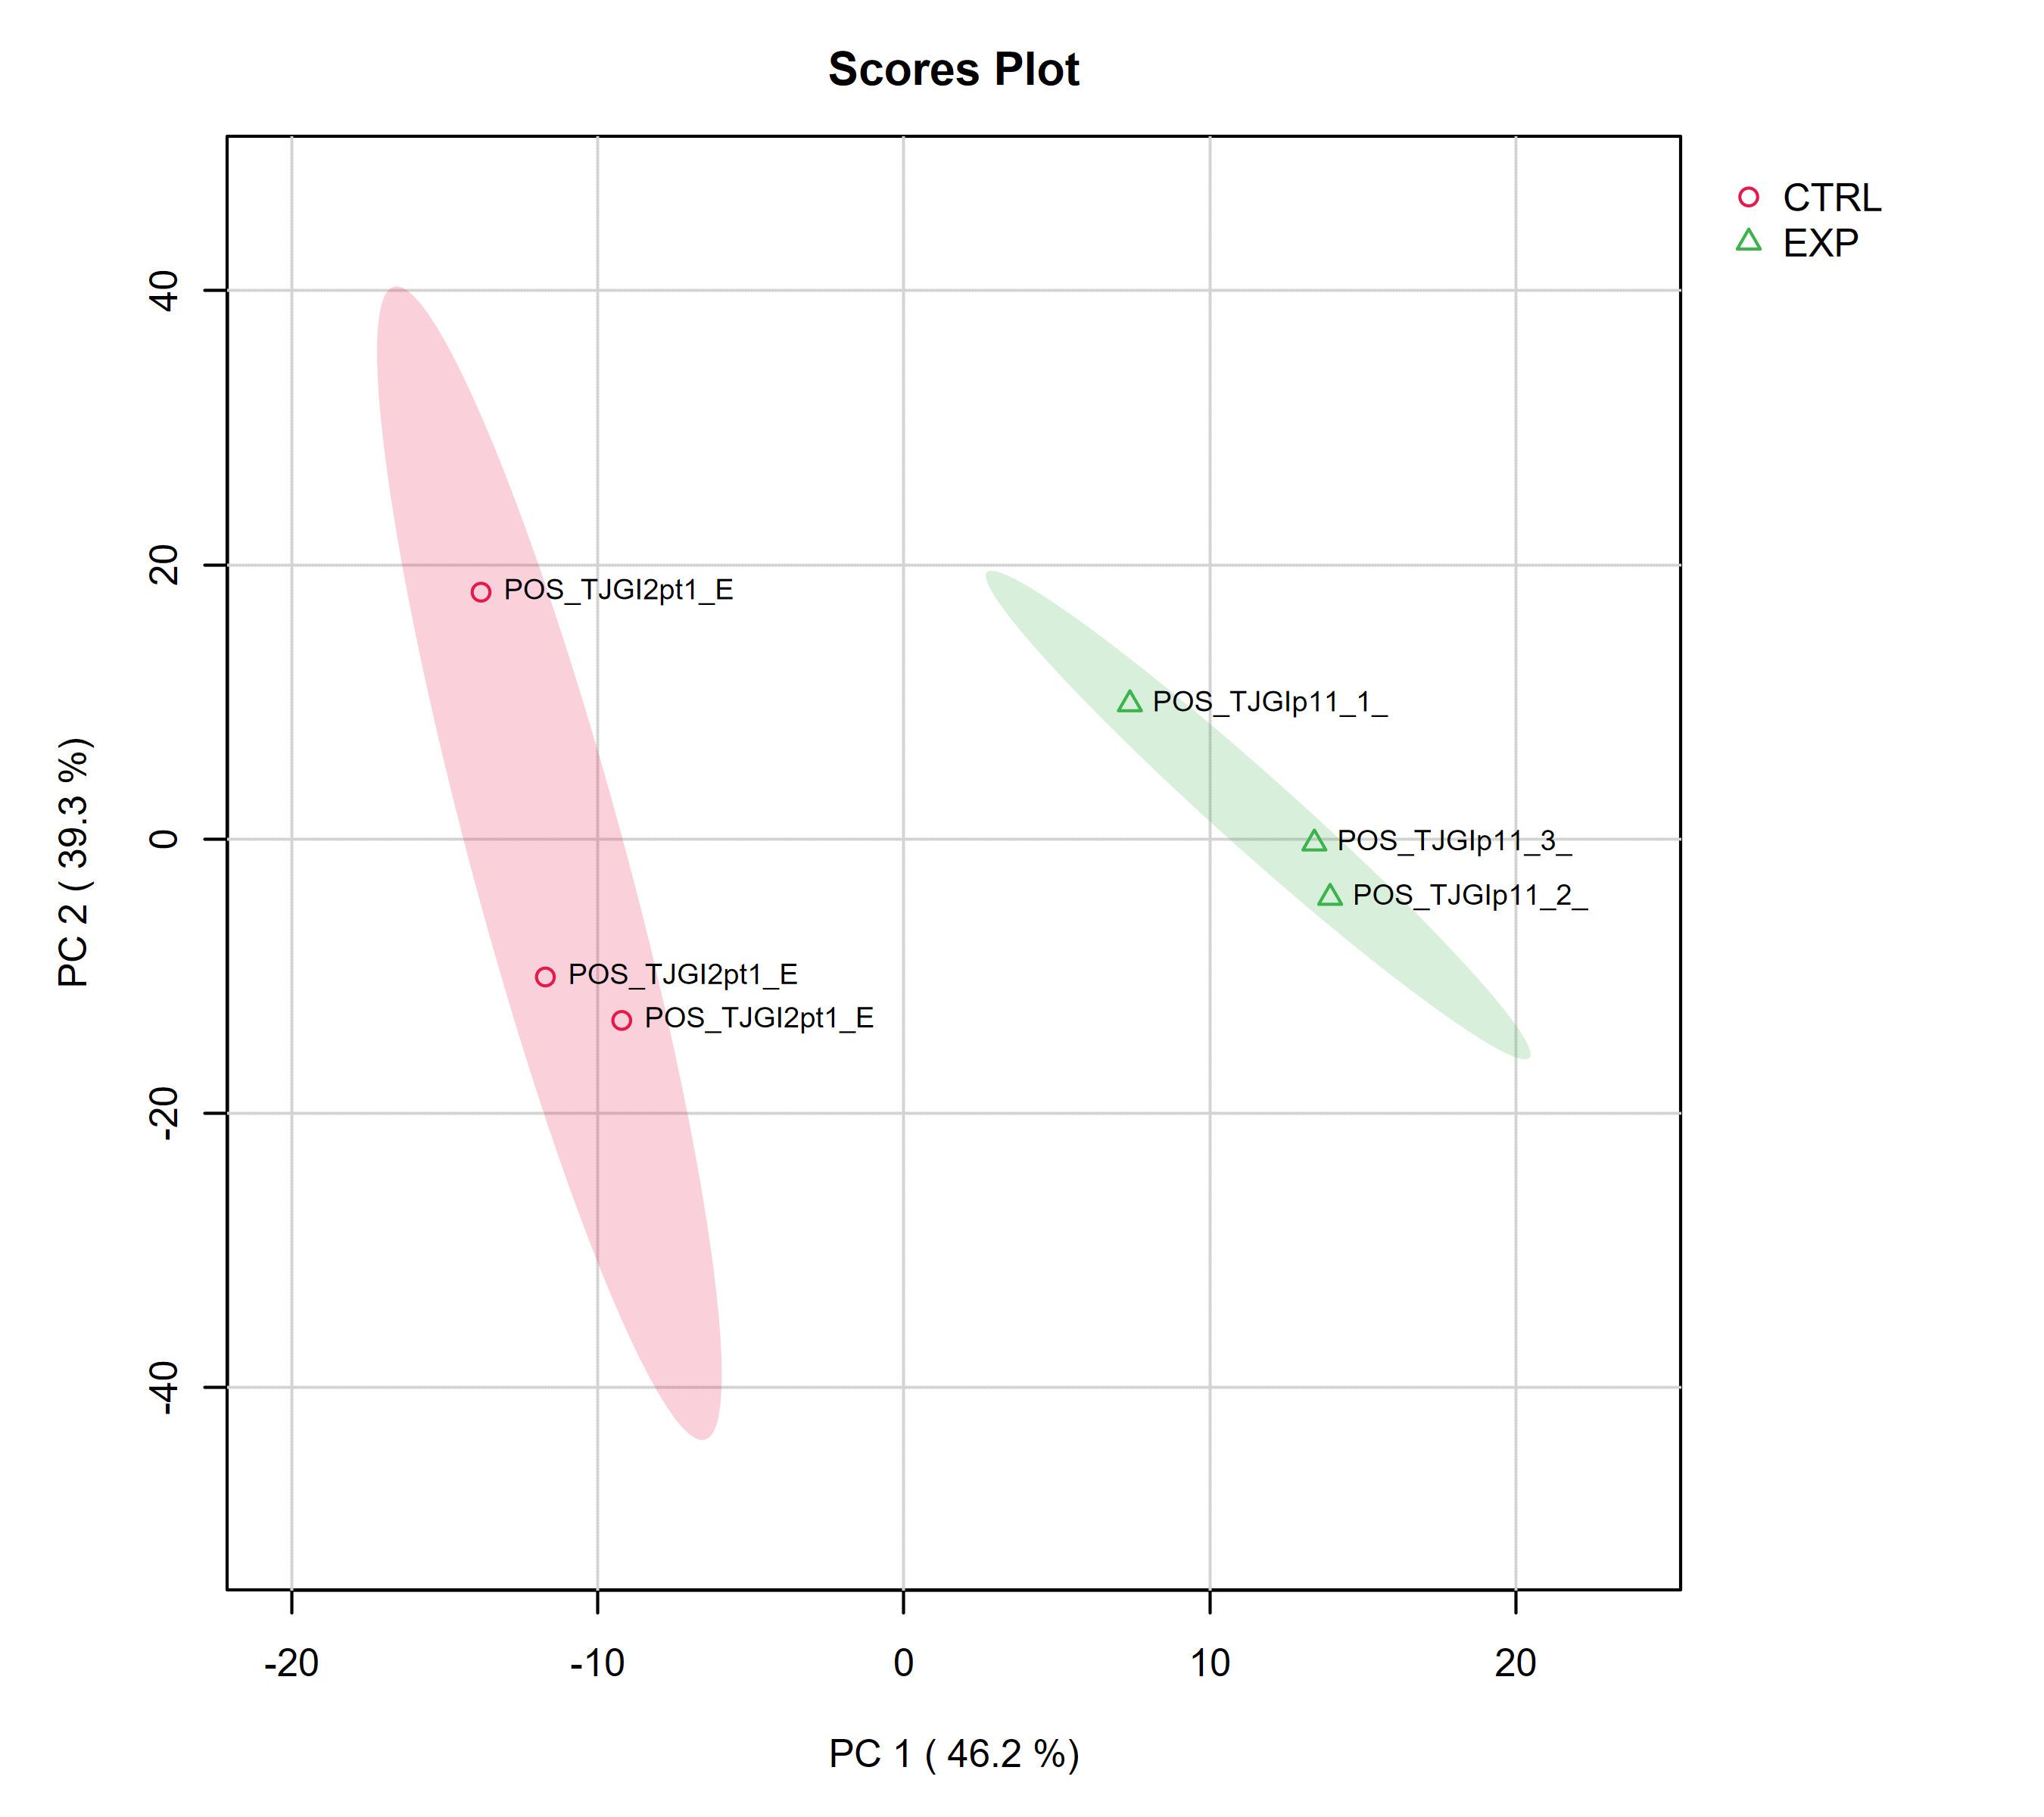 Scores Plot
CTRL
EXP
40
20
0
-20
-40
PC 2 ( 39.3 %)
POS_TJGI2pt1_E
POS_TJGIp11_1_
POS_TJGIp11_3_
POS_TJGIp11_2_
POS_TJGI2pt1_E
POS_TJGI2pt1_E
-20 -10 0 10 20
PC 1 ( 46.2 %)